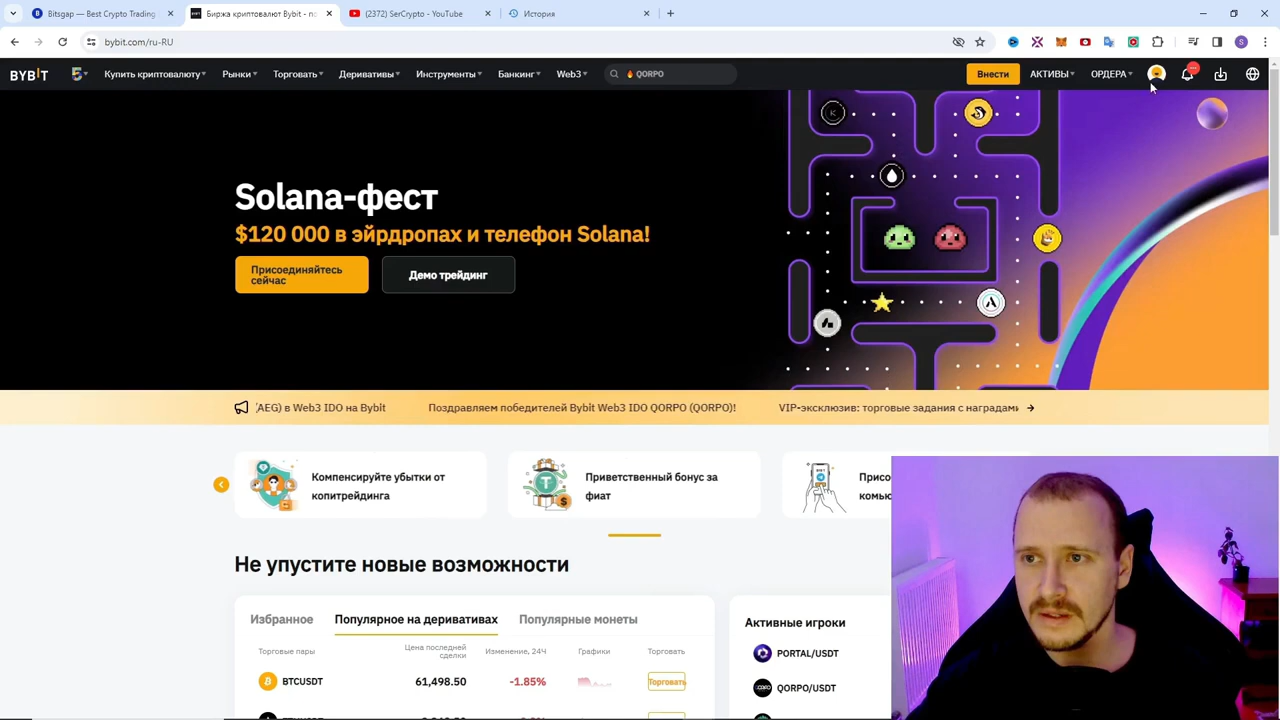 Bitsgap — Best Crypto Trading
Биржа криптовалют Bybit - по
(2372) SerCrypto - YouTube
История
bybit.com/ru-RU
S
BYBIT
Купить криптовалюту
Рынки
Торговать
Деривативы
Инструменты
Банкинг
Web3
QORPO
Внести
АКТИВЫ
ОРДЕРА
Solana-фест
$120 000 в эйрдропах и телефон Solana!
Присоединяйтесь
сейчас
Демо трейдинг
(AEG) в Web3 IDO на Bybit
Поздравляем победителей Bybit Web3 IDO QORPO (QORPO)!
VIP-эксклюзив: торговые задания с наградами
Компенсируйте убытки от
копитрейдинга
Приветственный бонус за
фиат
Присо
комью
Не упустите новые возможности
Избранное
Популярное на деривативах
Популярные монеты
Торговые пары
Цена последней
сделки
Изменение, 24Ч
Графики
Торговать
BTCUSDT
61,498.50
-1.85%
Торговать
Активные игроки
PORTAL/USDT
QORPO/USDT